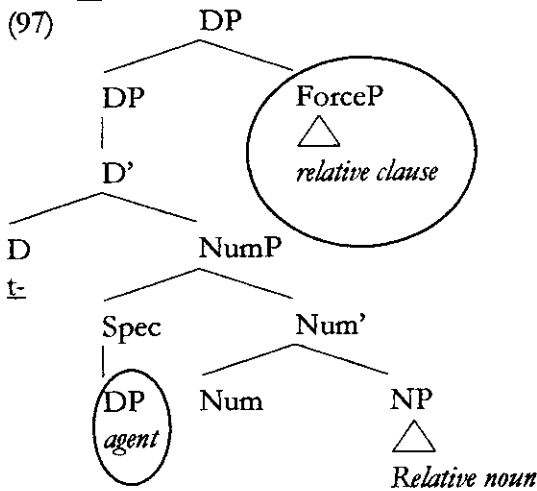 (97) DP
DP ForceP
relative clause
D'
D NumP
t-
Spec Num'
DP Num NP
agent
Relative noun